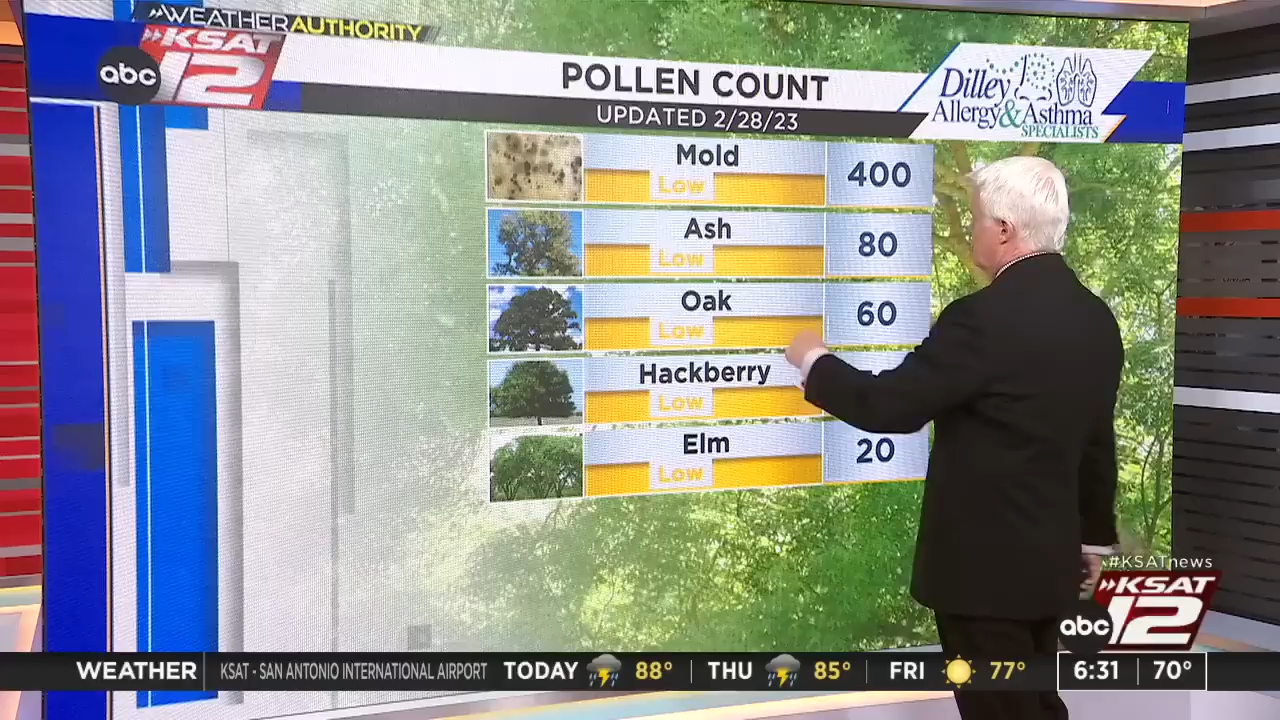 »WEATHERAUTHORITY
»KSAT
abc 12
POLLEN COUNT
UPDATED 2/28/23
Dilley
Allergy & Asthma
SPECIALISTS
Mold
Low
400
Ash
Low
80
Oak
Low
60
Hackberry
Low
Elm
Low
20
#KSATnews
»KSAT
abc 12
WEATHER KSAT - SAN ANTONIO INTERNATIONAL AIRPORT TODAY 88° THU 85° FRI 77° 6:31 70°